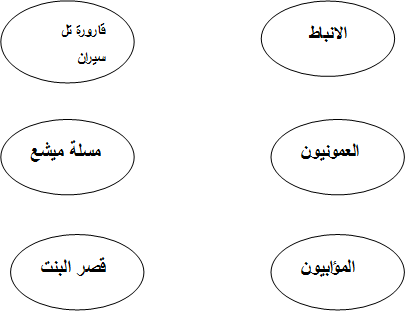 الانباط
قارورة تل
سيران
العمونيون
مسلة ميشع
المؤابيون
قصر البنت